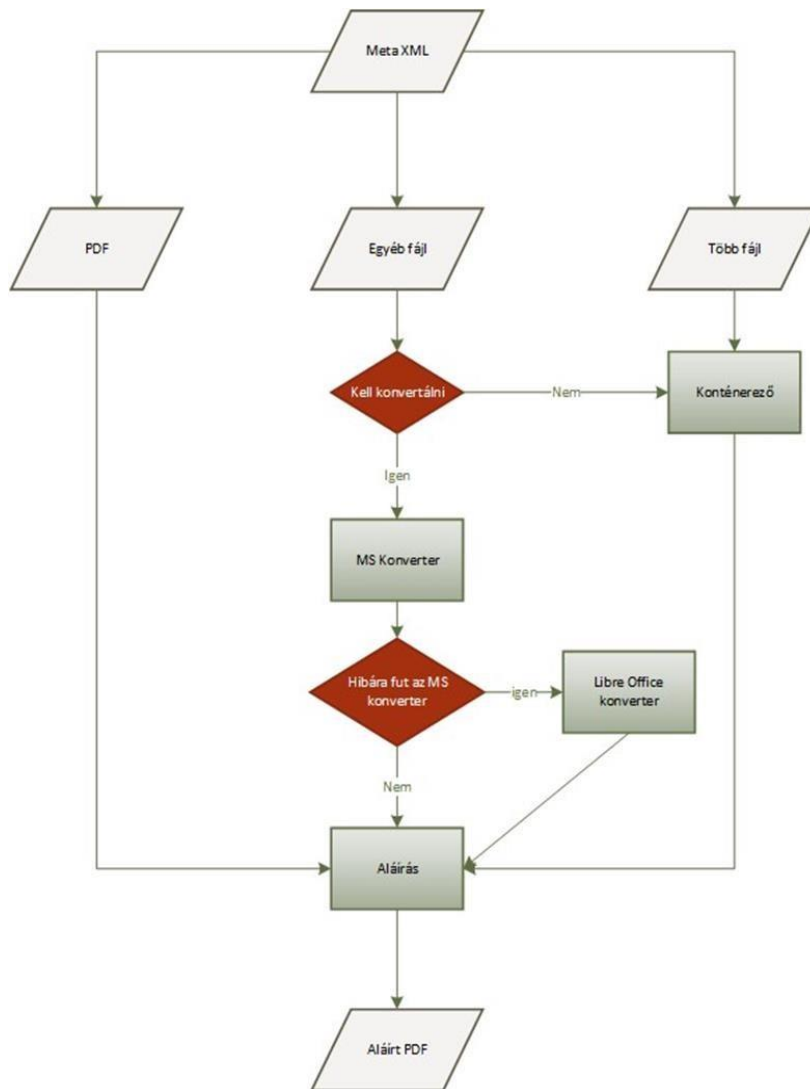 Meta XML
PDF
Egyéb fájl
Több fájl
Kell konvertálni
Nem
Konténerező
Igen
MS Konverter
Hibára fut az MS
konverter
igen
Libre Office
konverter
Nem
Aláírás
Aláírt PDF